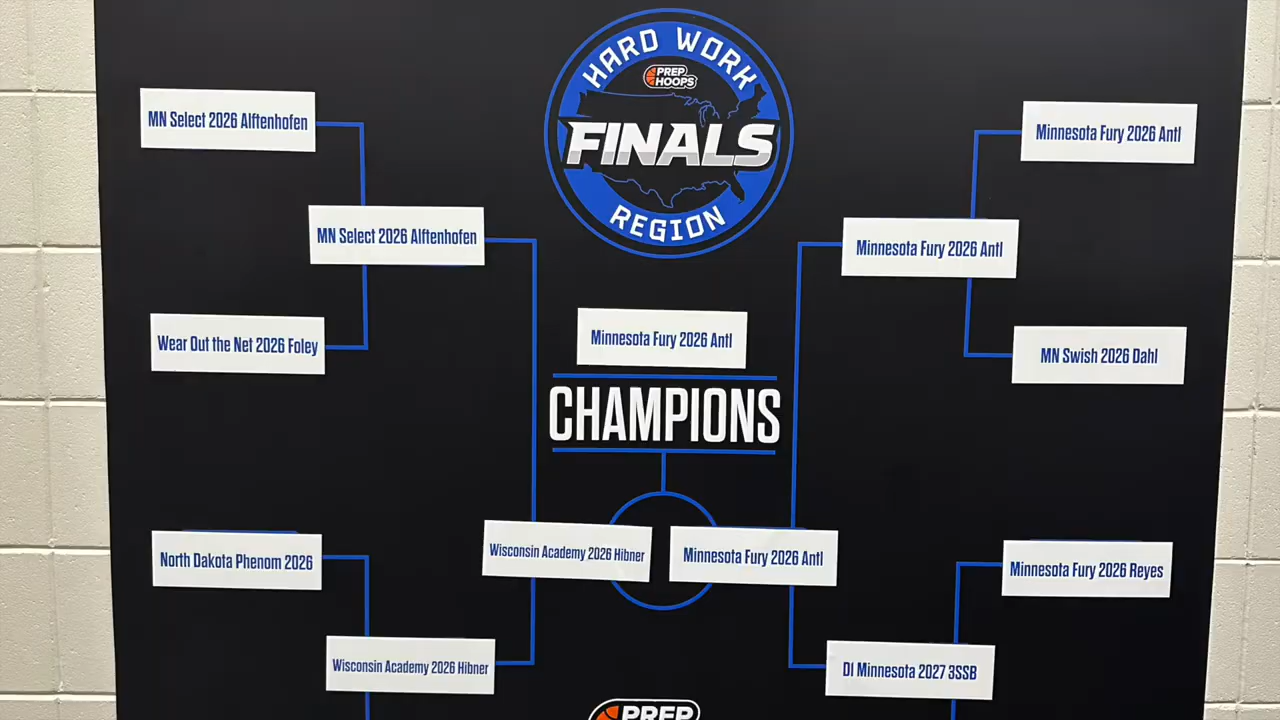 HARD WORK
PREP
HOOPS
FINALS
REGION
MN Select 2026 Alftenhofen
MN Select 2026 Alftenhofen
Wear Out the Net 2026 Foley
North Dakota Phenom 2026
Wisconsin Academy 2026 Hibner
Wisconsin Academy 2026 Hibner
Minnesota Fury 2026 Antl
CHAMPIONS
Minnesota Fury 2026 Antl
Minnesota Fury 2026 Antl
Minnesota Fury 2026 Antl
MN Swish 2026 Dahl
Minnesota Fury 2026 Reyes
DI Minnesota 2027 3SSB
PREP